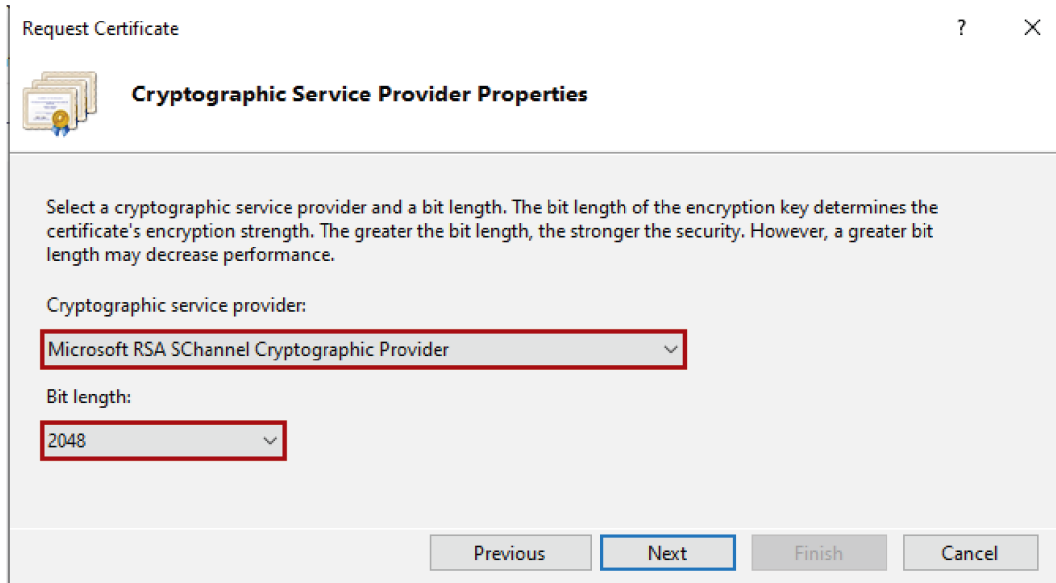 Request Certificate
?
Cryptographic Service Provider Properties
Select a cryptographic service provider and a bit length. The bit length of the encryption key determines the
certificate's encryption strength. The greater the bit length, the stronger the security. However, a greater bit
length may decrease performance.
Cryptographic service provider:
Microsoft RSA SChannel Cryptographic Provider
Bit length:
2048
Previous Next Finish Cancel